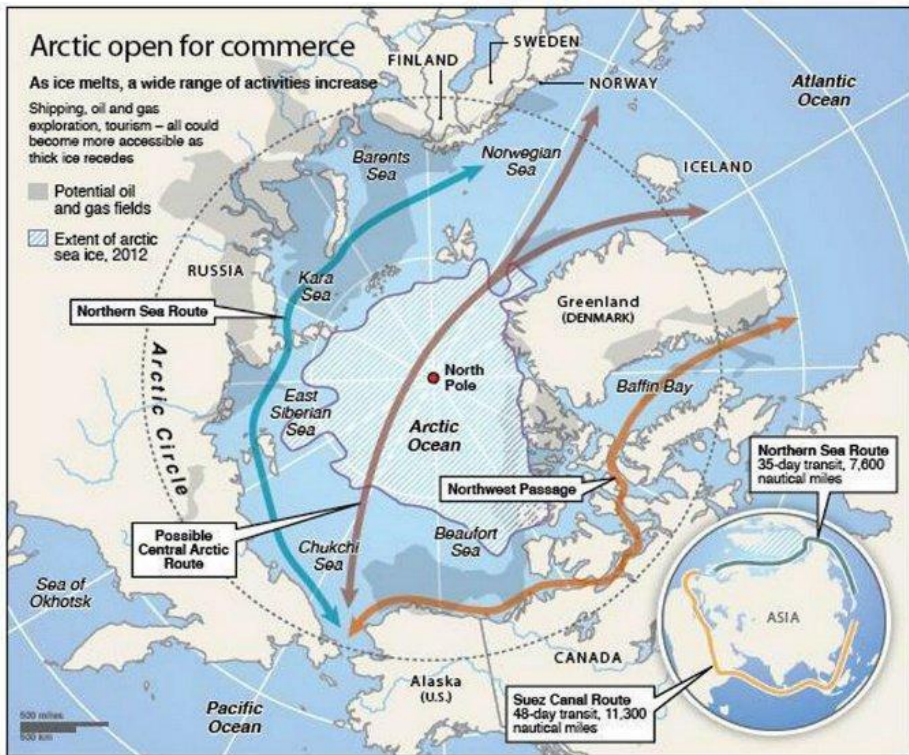 Arctic open for commerce
As ice melts, a wide range of activities increase
Shipping, oil and gas
exploration, tourism – all could
become more accessible as
thick ice recedes
Potential oil
and gas fields
Extent of arctic
sea ice, 2012
FINLAND
SWEDEN
NORWAY
Atlantic
Ocean
Barents
Sea
Norwegian
Sea
ICELAND
RUSSIA
Kara
Sea
Northern Sea Route
Greenland
(DENMARK)
Arctic Circle
North
Pole
Baffin Bay
East
Siberian
Sea
Arctic
Ocean
Northwest Passage
Northern Sea Route
35-day transit, 7,600
nautical miles
Possible
Central Arctic
Route
Chukchi
Sea
Beaufort
Sea
Sea of
Okhotsk
ASIA
CANADA
Alaska
(U.S.)
Suez Canal Route
48-day transit, 11,300
nautical miles
Pacific
Ocean
500 miles
500 km